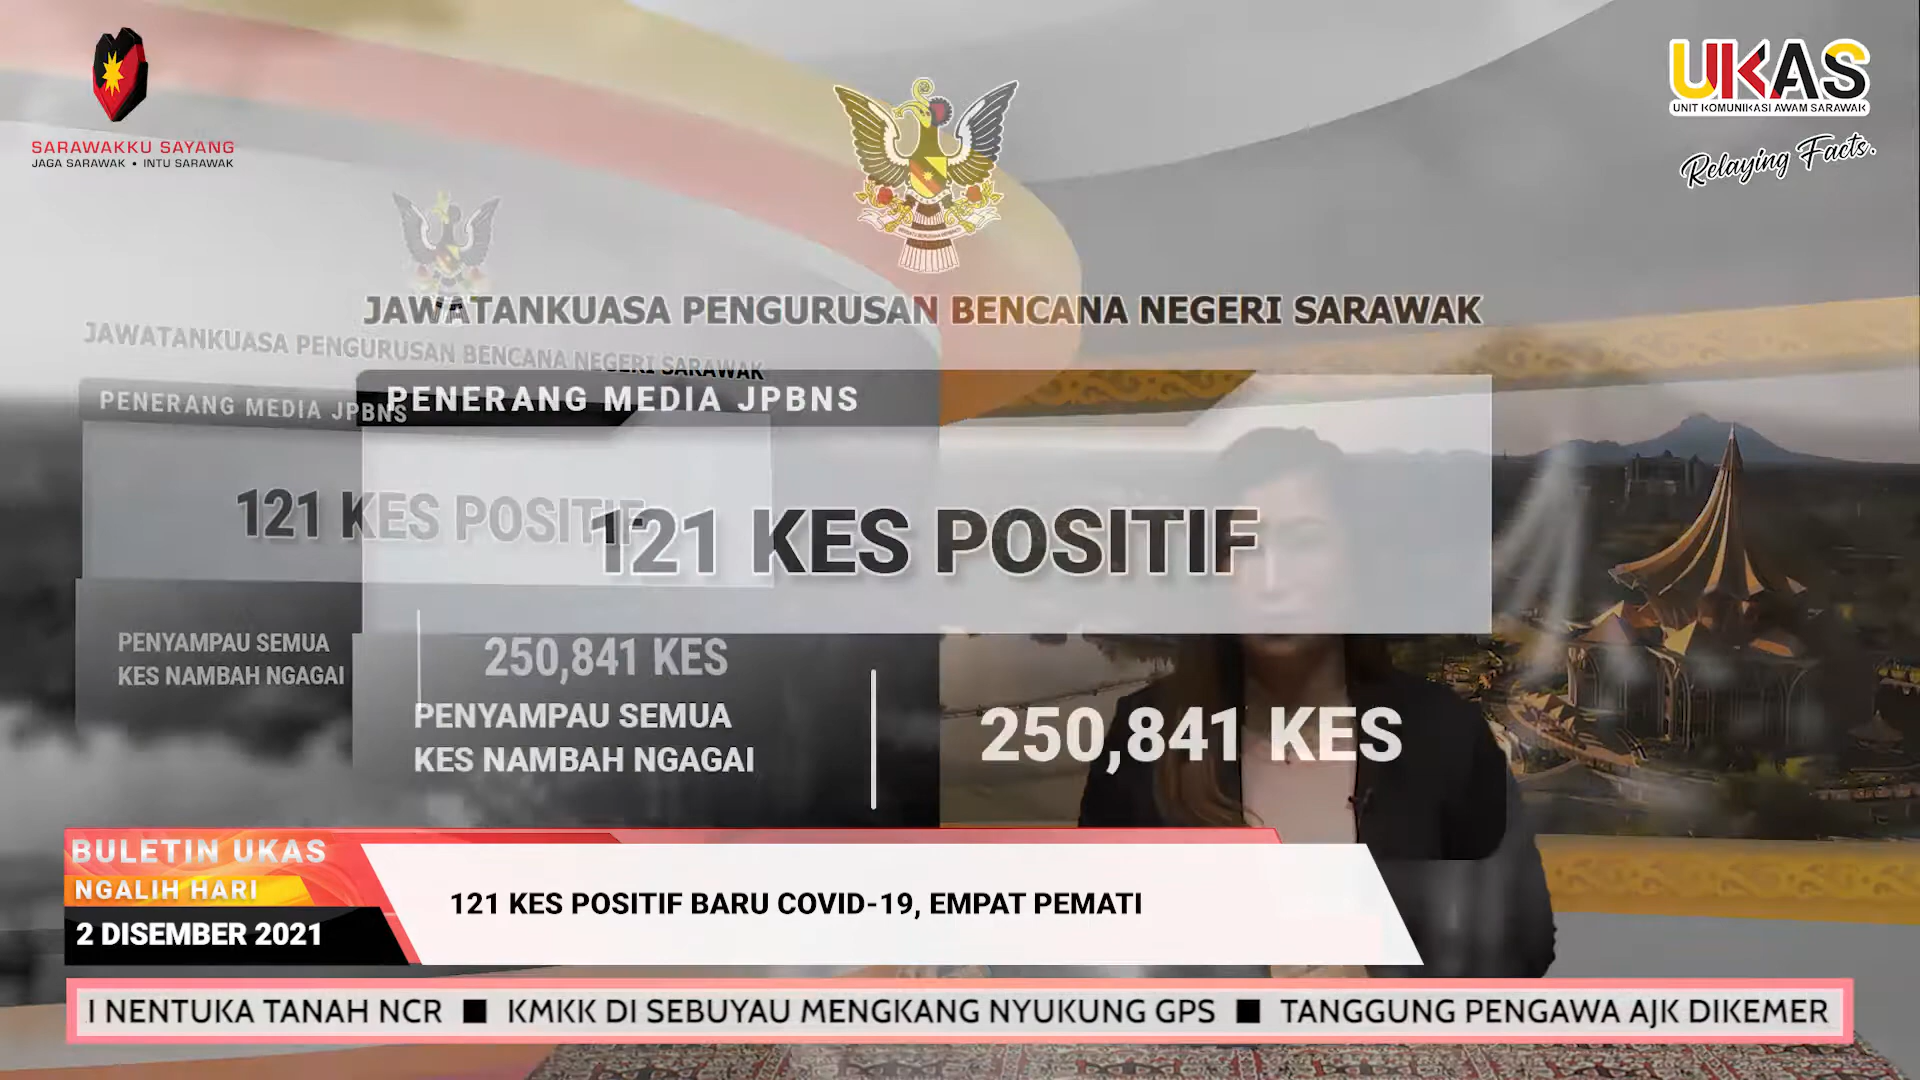 SARAWAKKU SAYANG
JAGA SARAWAK • INTU SARAWAK
UKAS
UNIT KOMUNIKASI AWAM SARAWAK
Relaying Facts.
JAWATANKUASA PENGURUSAN BENCANA NEGERI SARAWAK
PENERANG MEDIA JPBNS
121 KES POSITIF
PENYAMPAU SEMUA
KES NAMBAH NGAGAI
250,841 KES
JAWATANKUASA PENGURUSAN BENCANA NEGERI SARAWAK
PENERANG MEDIA JPBNS
121 KES POSITIF
PENYAMPAU SEMUA
KES NAMBAH NGAGAI
250,841 KES
BULETIN UKAS
NGALIH HARI
2 DISEMBER 2021
121 KES POSITIF BARU COVID-19, EMPAT PEMATI
I NENTUKA TANAH NCR ■ KMKK DI SEBUYAU MENGKANG NYUKUNG GPS ■ TANGGUNG PENGAWA AJK DIKEMER